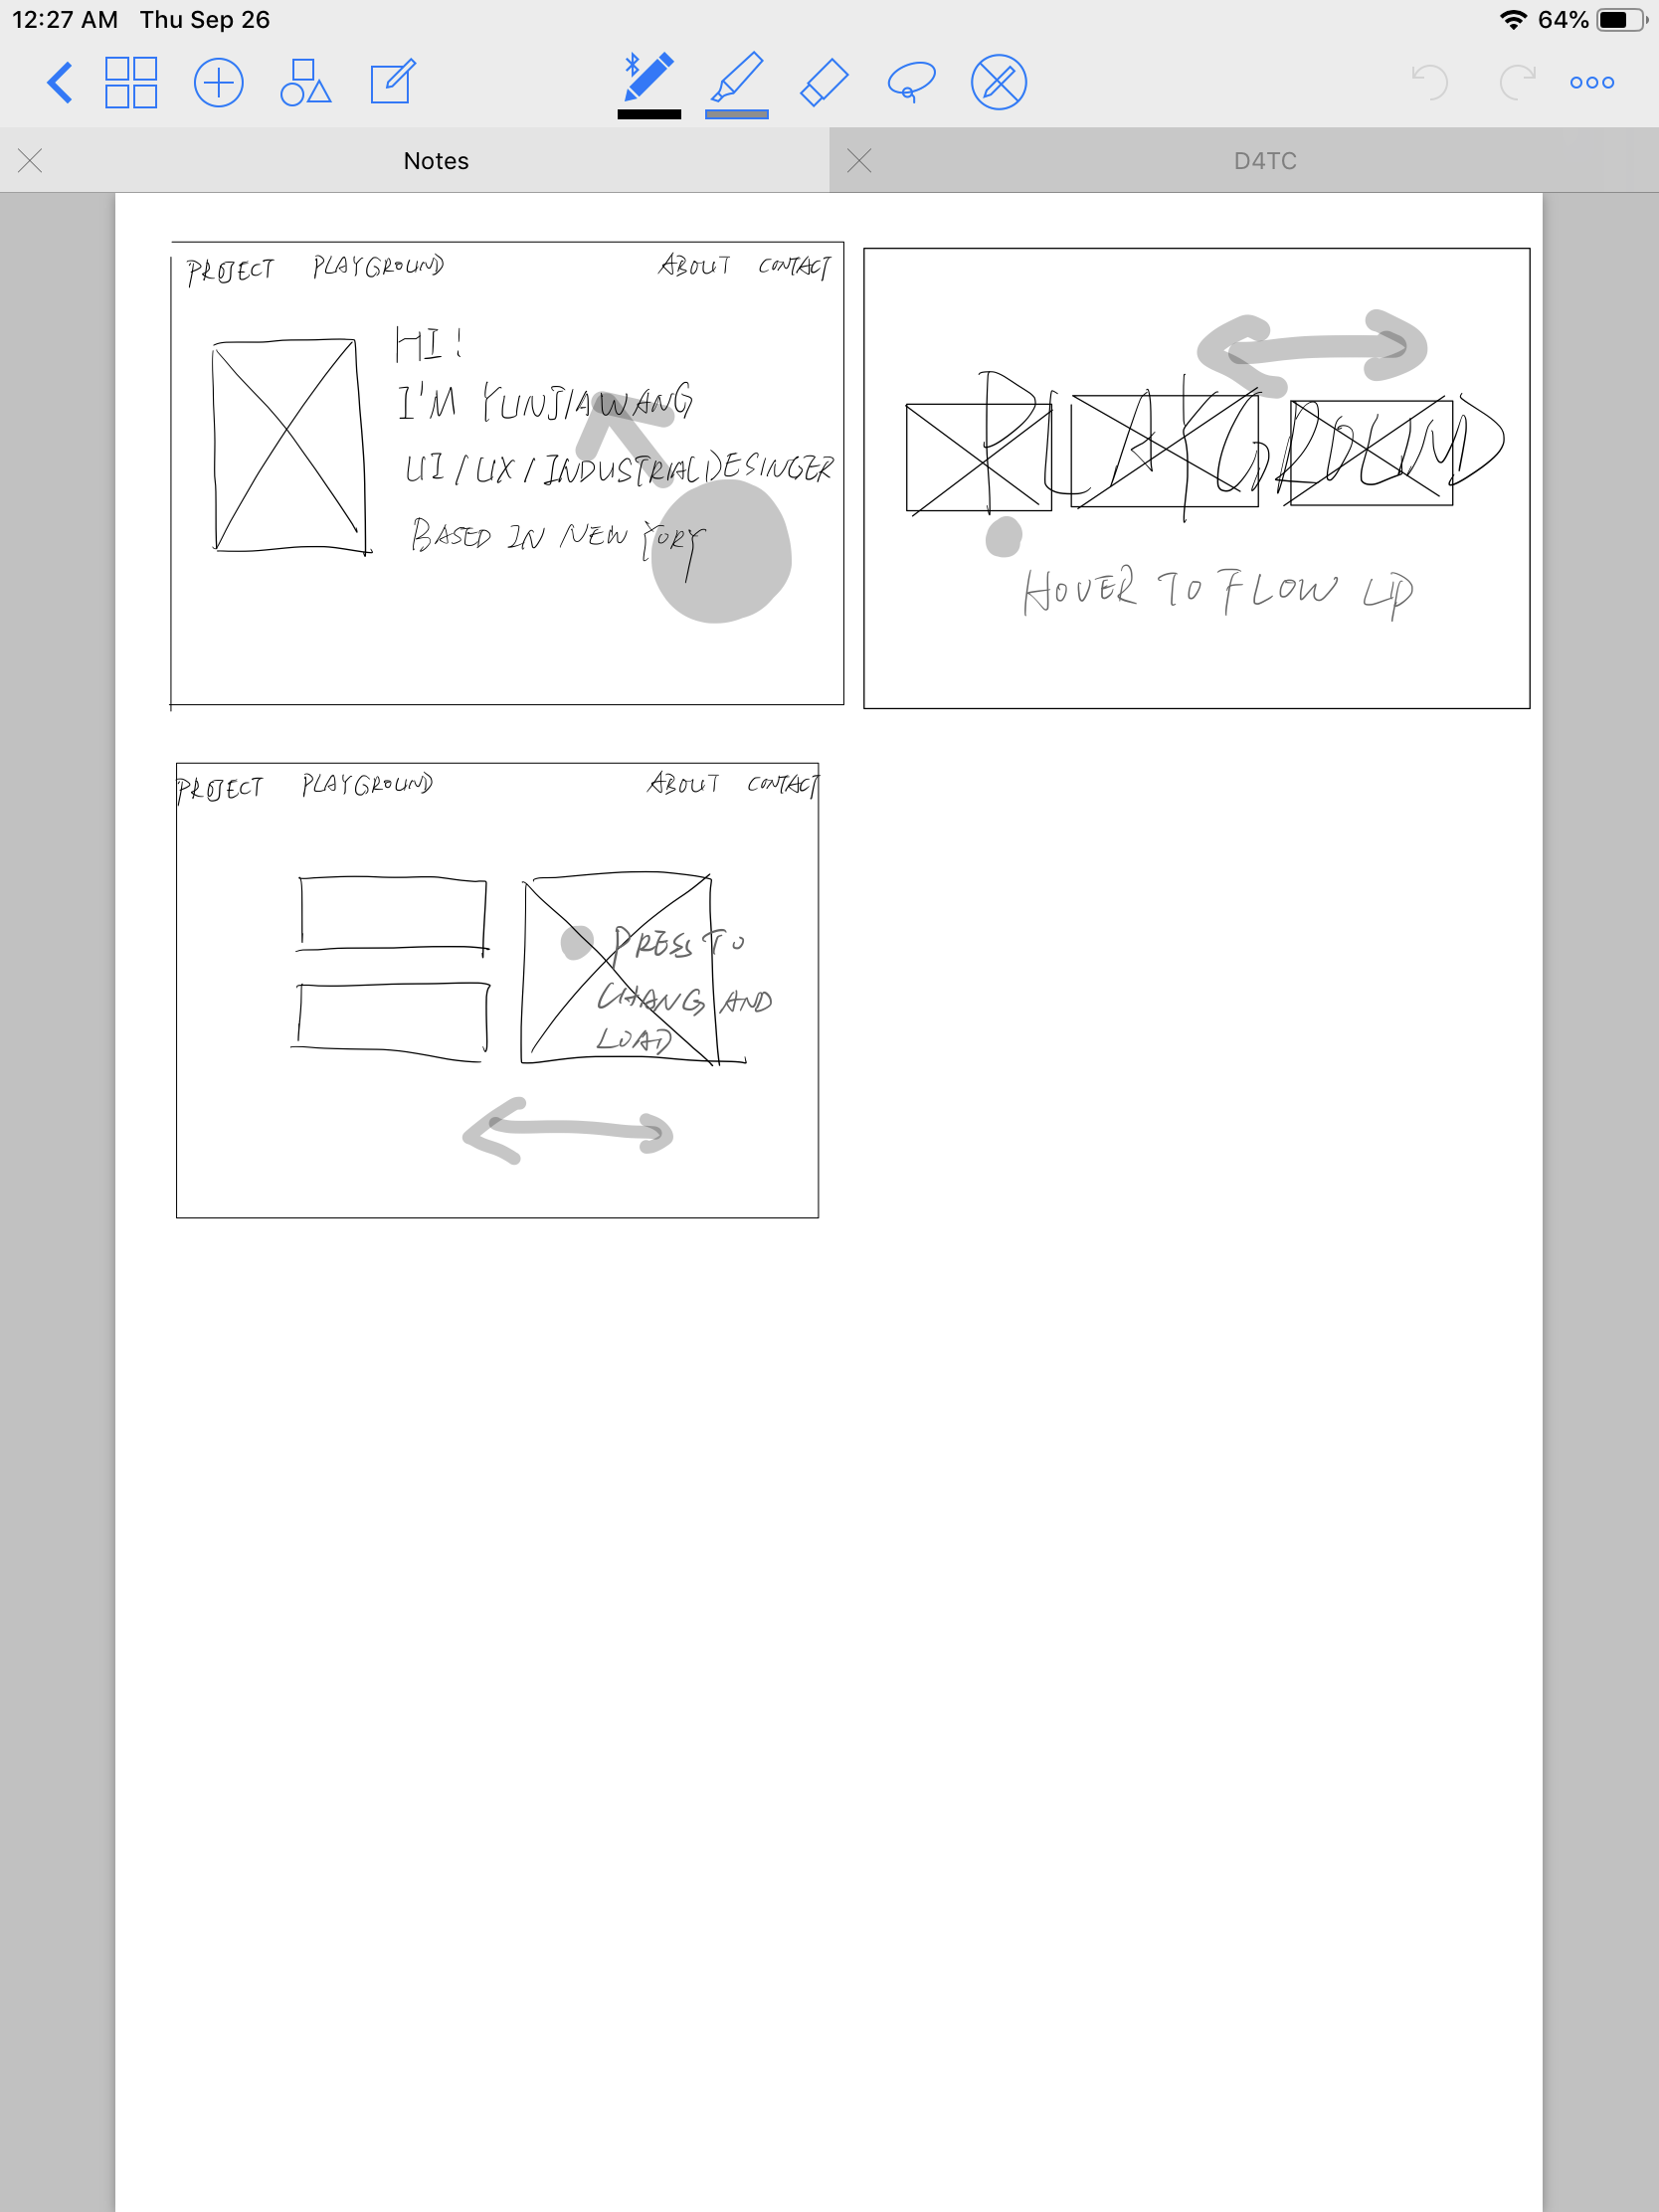 12:27 AM Thu Sep 26 64%
Notes
D4TC
PROJECT PLAYGROUND ABOUT CONTACT
HI!
I'M YUNJIA WANG
UI/UX/INDUSTRIAL DESINGER
BASED IN NEW YORY
PLAYGROUND
HOVER TO FLOW UP
PROJECT PLAYGROUND ABOUT CONTACT
PRESS TO
CHANG AND
LOAD